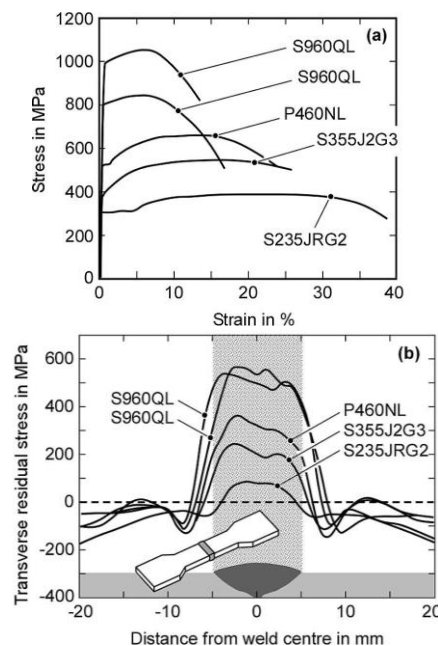 1200
(a)
S960QL
1000
S960QL
800
P460NL
600
S355J2G3
400
200
S235JRG2
0
0 10 20 30 40
Stress in MPa
Strain in %
(b)
600
S960QL
S960QL
400
P460NL
S355J2G3
200
S235JRG2
0
-200
-400
-20 -10 0 10 20
Transverse residual stress in MPa
Distance from weld centre in mm